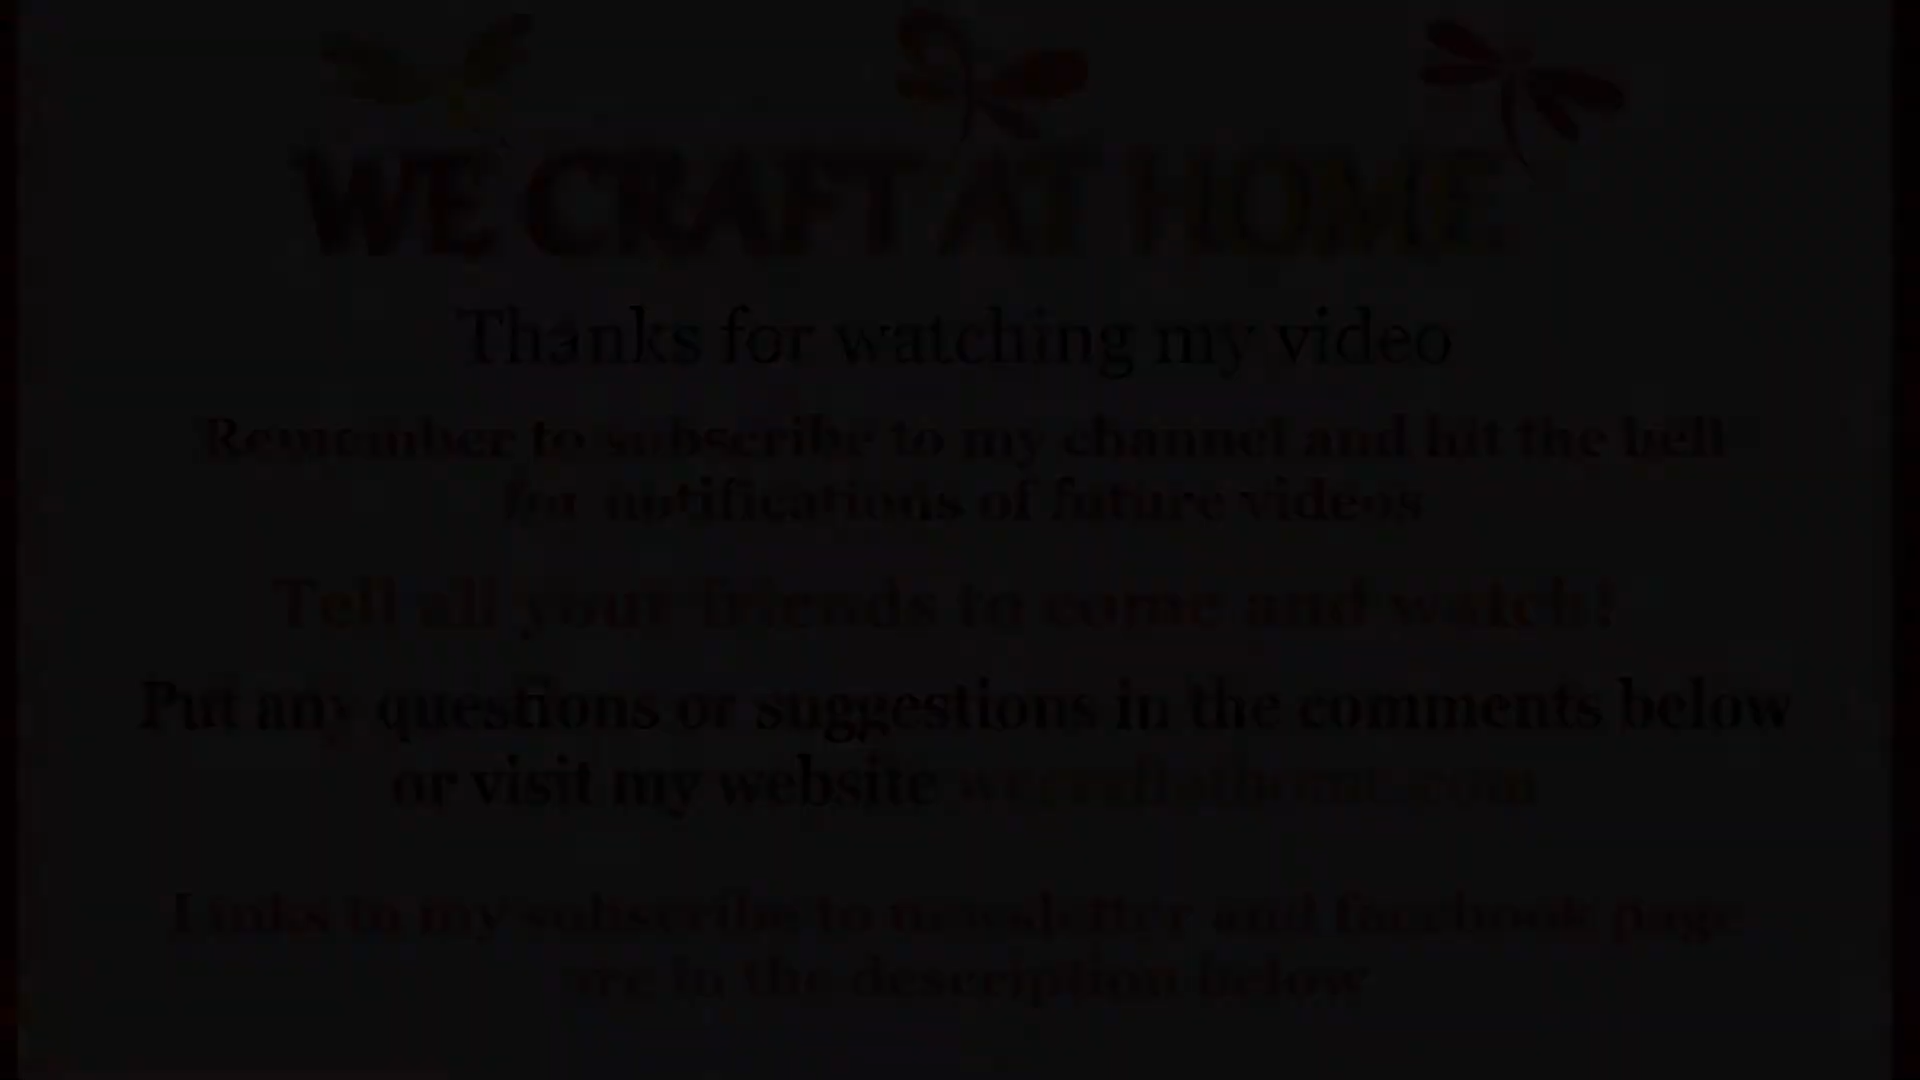 WE CRAFT AT HOME
Thanks for watching my video
Remember to subscribe to my channel and hit the bell
for notifications of future videos
Tell all your friends to come and watch!
Put any questions or suggestions in the comments below
or visit my website wecraftathome.com
Links to my subscribe to newsletter and facebook page
are in the description below